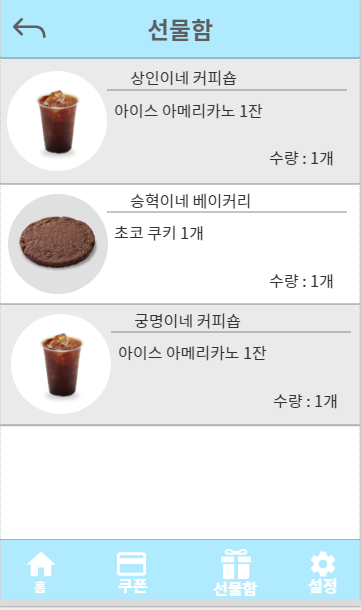 선물함
상인이네 커피숍
아이스 아메리카노 1잔
수량 : 1개
승혁이네 베이커리
초코 쿠키 1개
수량 : 1개
궁명이네 커피숍
아이스 아메리카노 1잔
수량 : 1개
홈 쿠폰 선물함 설정